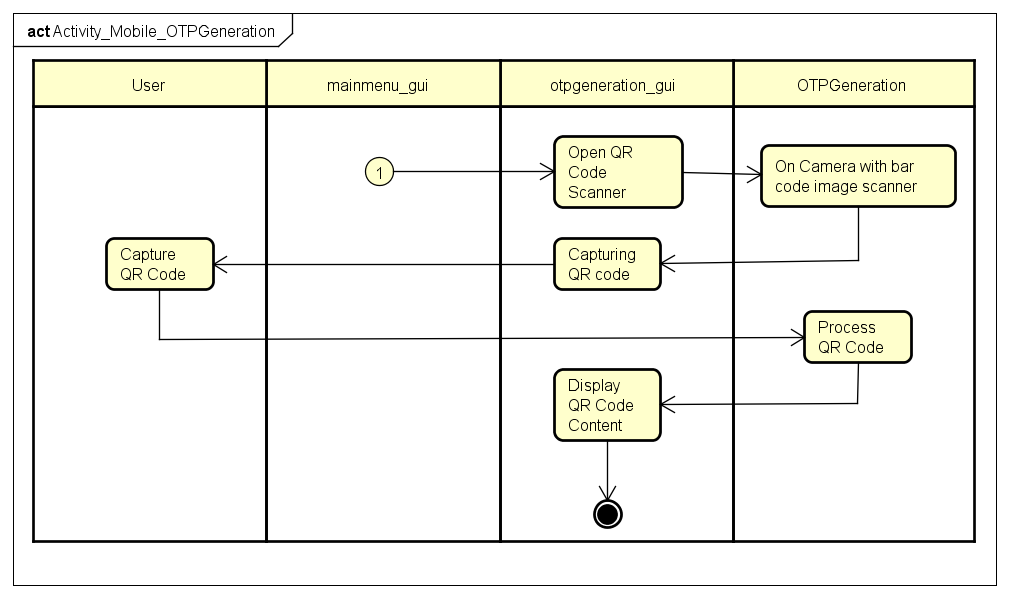 act Activity_Mobile_OTPGeneration
User
mainmenu_gui
otpgeneration_gui
OTPGeneration
1
Open QR
Code
Scanner
On Camera with bar
code image scanner
Capture
QR Code
Capturing
QR code
Process
QR Code
Display
QR Code
Content